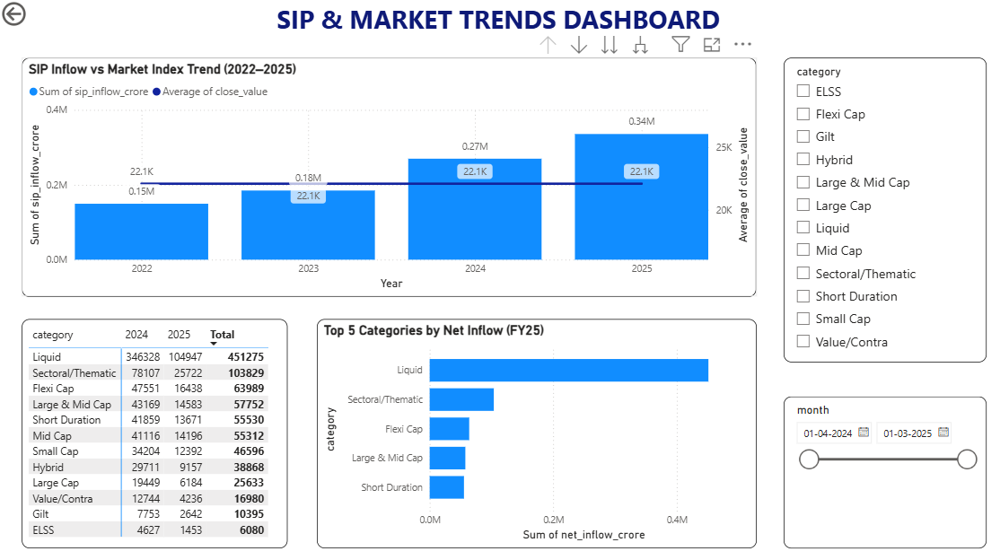 SIP & MARKET TRENDS DASHBOARD
SIP Inflow vs Market Index Trend (2022–2025)
Sum of sip_inflow_crore Average of close_value
Sum of sip_inflow_crore
0.4M
0.2M
0.0M
22.1K
0.15M
0.18M
22.1K
0.27M
22.1K
0.34M
22.1K
25K
20K
Average of close_value
2022 2023 2024 2025
Year
category
ELSS
Flexi Cap
Gilt
Hybrid
Large & Mid Cap
Large Cap
Liquid
Mid Cap
Sectoral/Thematic
Short Duration
Small Cap
Value/Contra
category 2024 2025 Total
Liquid 346328 104947 451275
Sectoral/Thematic 78107 25722 103829
Flexi Cap 47551 16438 63989
Large & Mid Cap 43169 14583 57752
Short Duration 41859 13671 55530
Mid Cap 41116 14196 55312
Small Cap 34204 12392 46596
Hybrid 29711 9157 38868
Large Cap 19449 6184 25633
Value/Contra 12744 4236 16980
Gilt 7753 2642 10395
ELSS 4627 1453 6080
Top 5 Categories by Net Inflow (FY25)
category
Liquid
Sectoral/Thematic
Flexi Cap
Large & Mid Cap
Short Duration
0.0M 0.2M 0.4M
Sum of net_inflow_crore
month
01-04-2024 01-03-2025